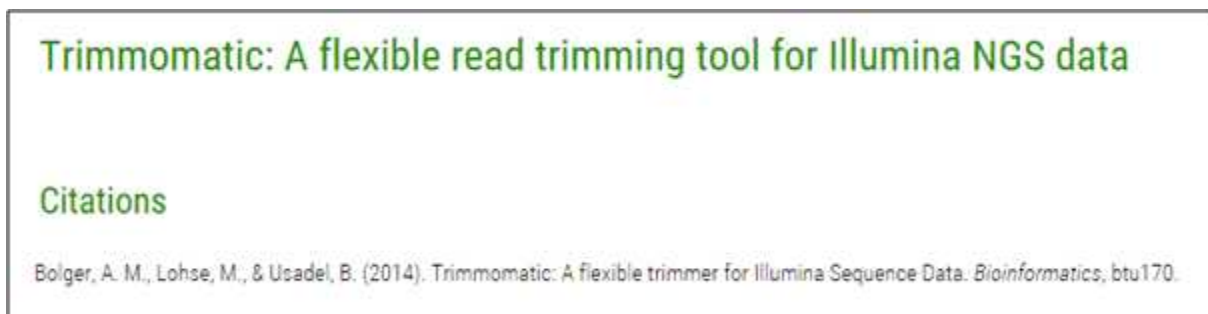 Trimmomatic: A flexible read trimming tool for Illumina NGS data
Citations
Bolger, A. M., Lohse, M., & Usadel, B. (2014). Trimmomatic: A flexible trimmer for Illumina Sequence Data. Bioinformatics, btu170.